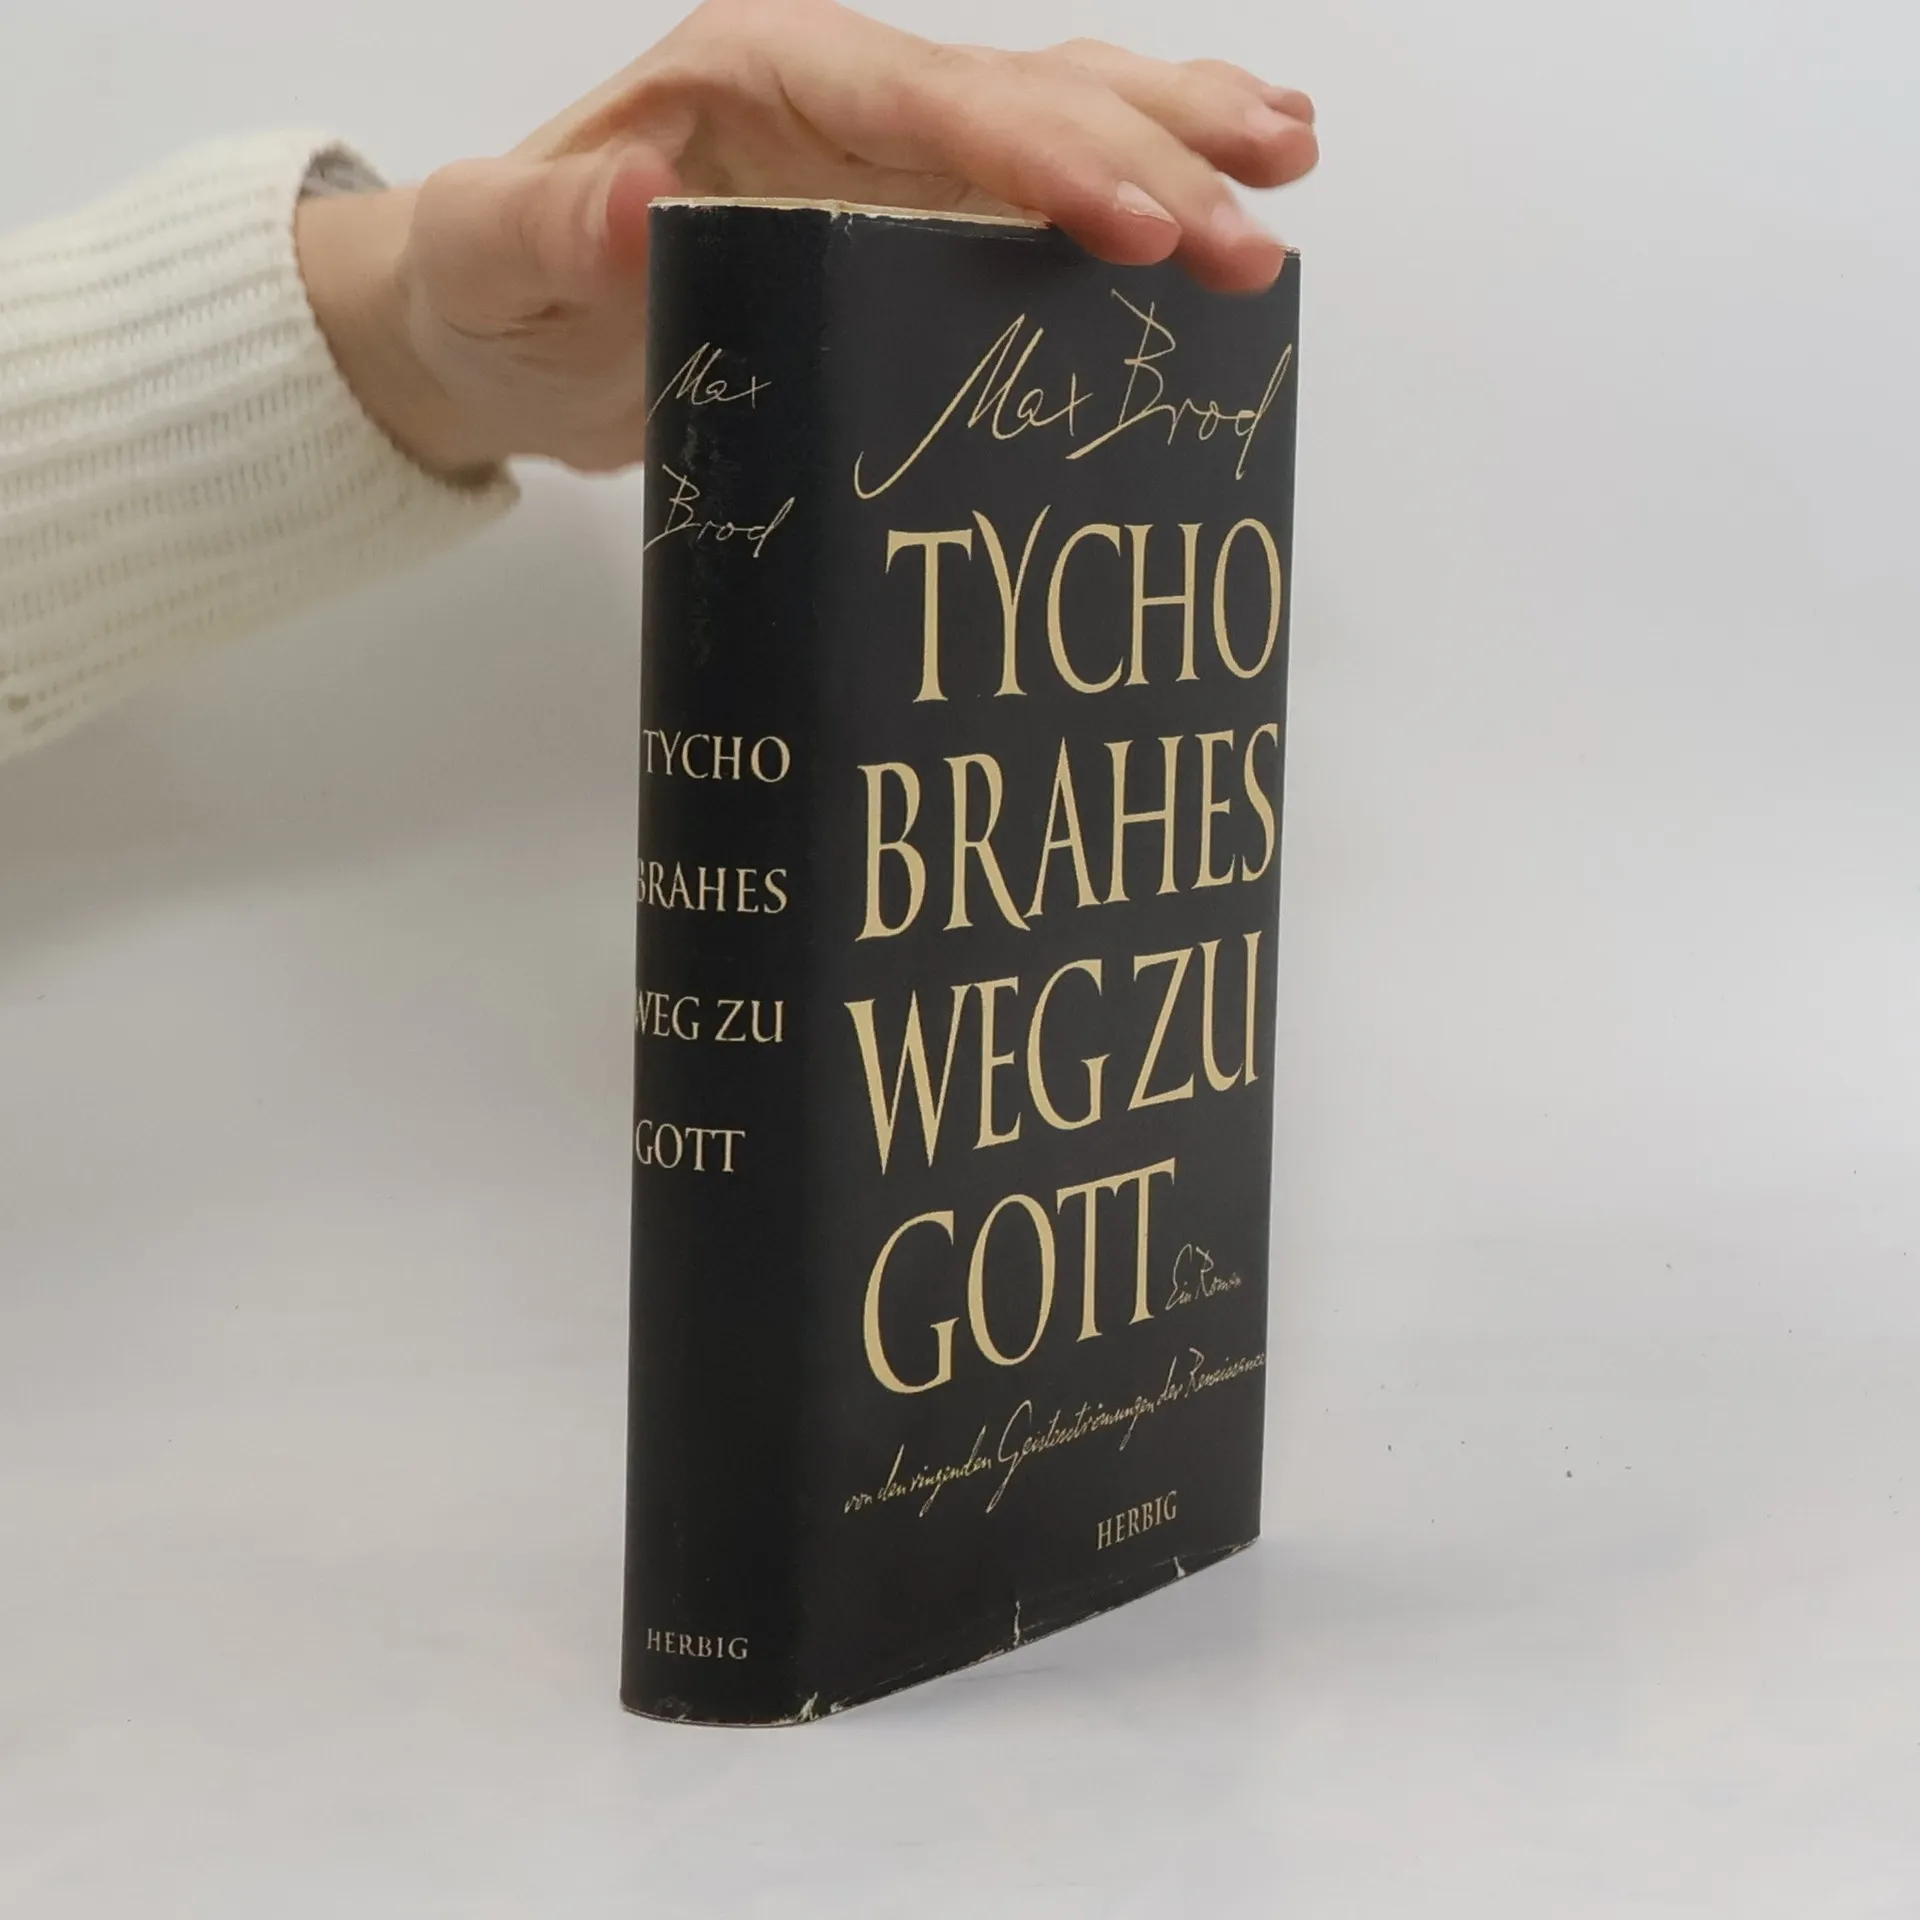 Max
Brod
TYCHO
BRAHES
WEG ZU
GOTT
HERBIG
Max Brod
TYCHO
BRAHES
WEG ZU
GOTT
Ein Roman
von den ringenden Geistesströmungen der Renaissance
HERBIG